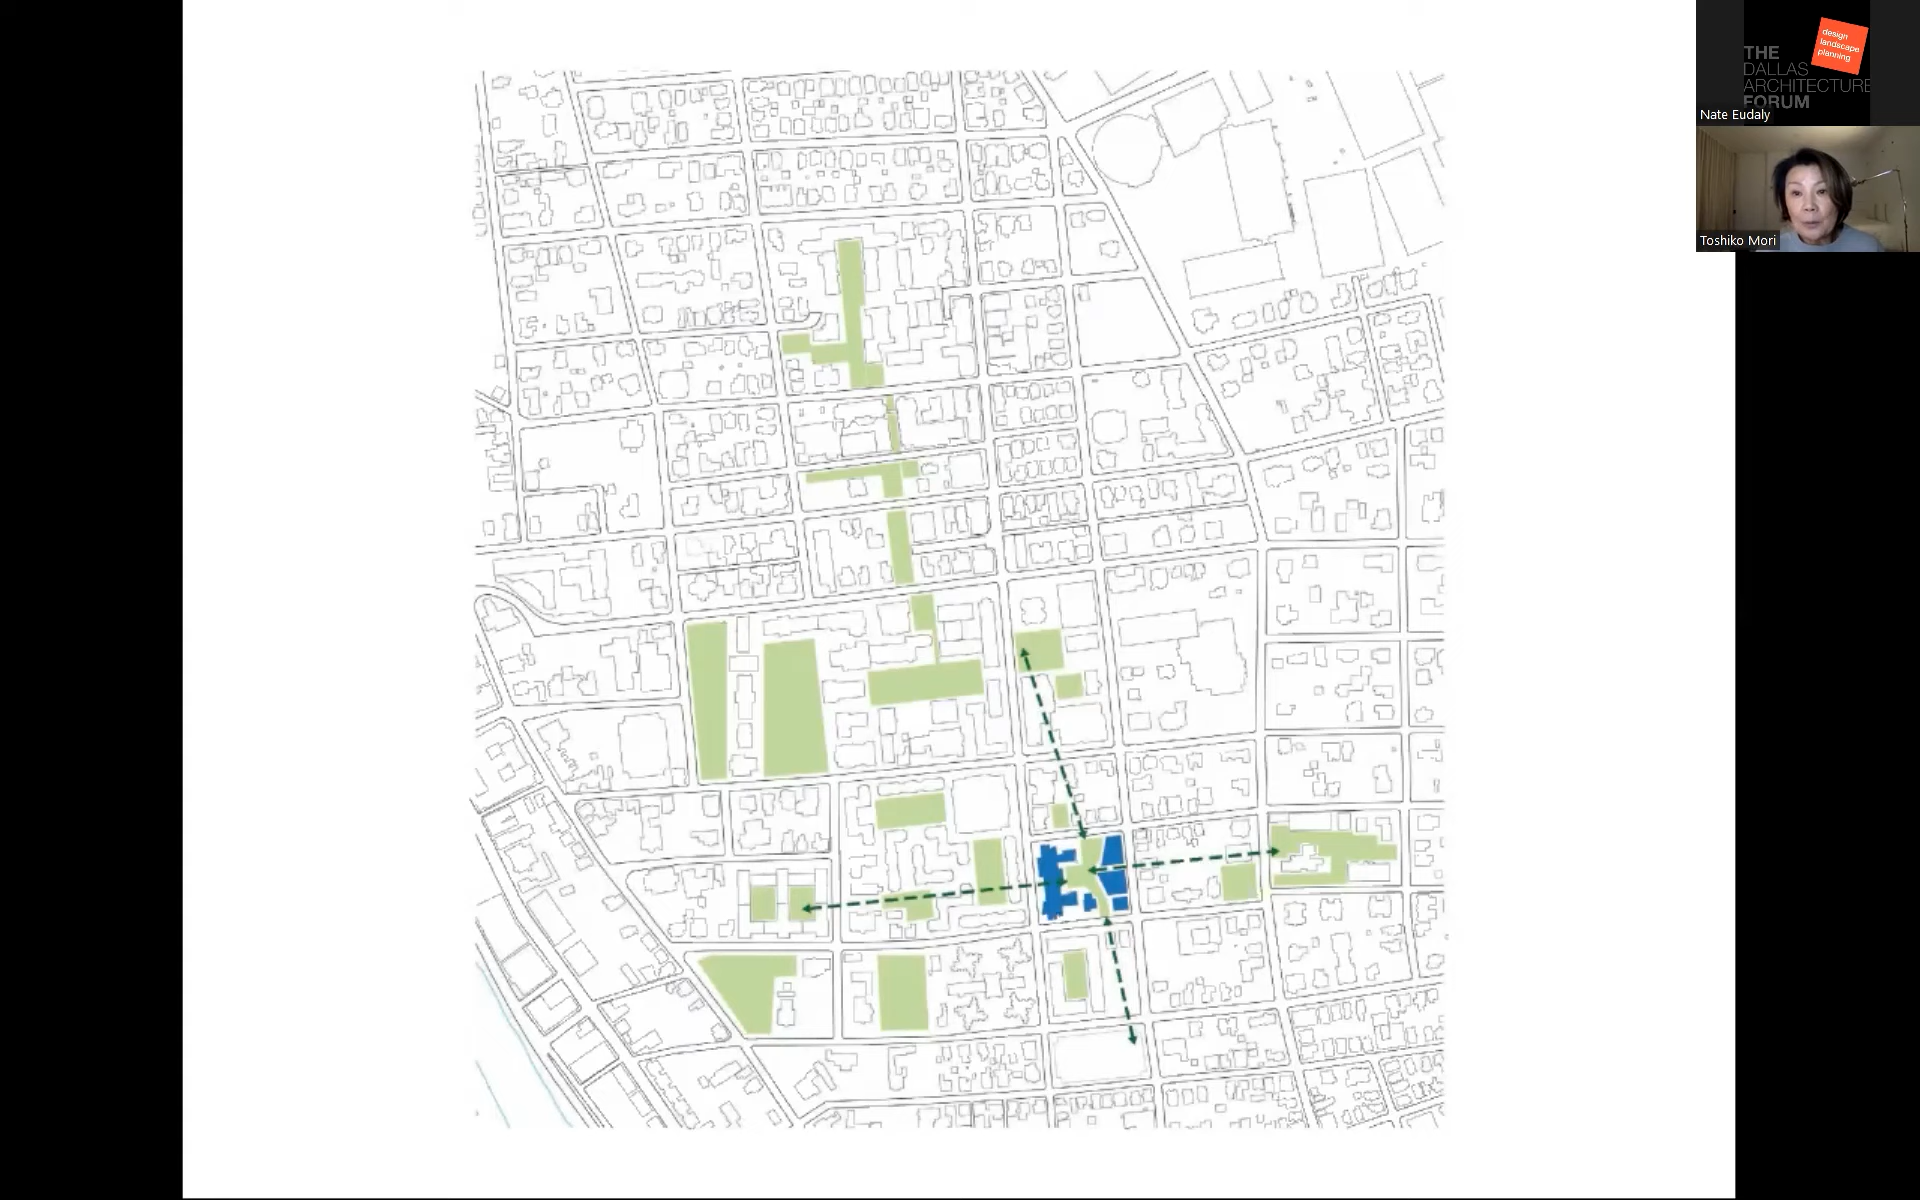 design
landscape
planning
THE
DALLAS
ARCHITECTURE
FORUM
Nate Eudaly
Toshiko Mori